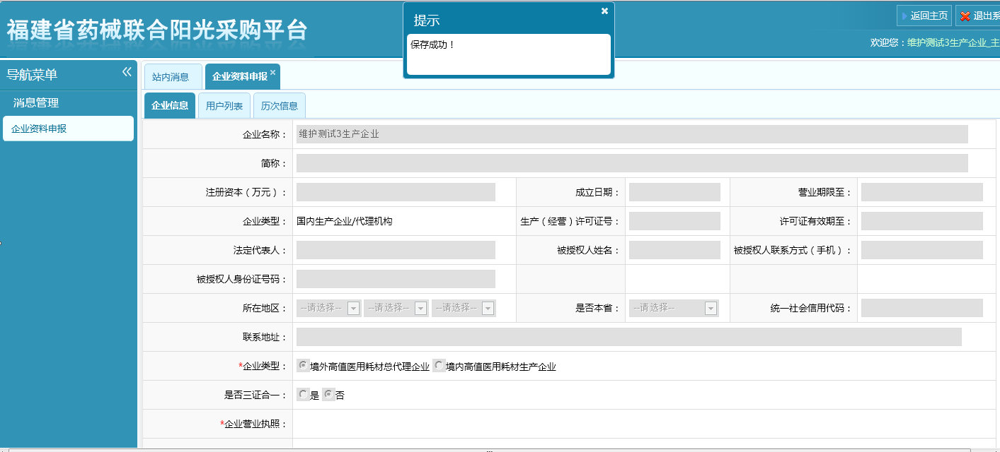 福建省药械联合阳光采购平台
提示
保存成功！
返回主页
退出系
欢迎您：维护测试3生产企业_主
导航菜单
消息管理
企业资料申报
站内消息 企业资料申报
企业信息 用户列表 历次信息
企业名称： 维护测试3生产企业
简称：
注册资本（万元）： 成立日期： 营业期限至：
企业类型： 国内生产企业/代理机构 生产（经营）许可证号： 许可证有效期至：
法定代表人： 被授权人姓名： 被授权人联系方式（手机）：
被授权人身份证号码：
所在地区： --请选择-- --请选择-- --请选择-- 是否本省： --请选择-- 统一社会信用代码：
联系地址：
*企业类型： 境外高值医用耗材总代理企业 境内高值医用耗材生产企业
是否三证合一： 是 否
*企业营业执照：